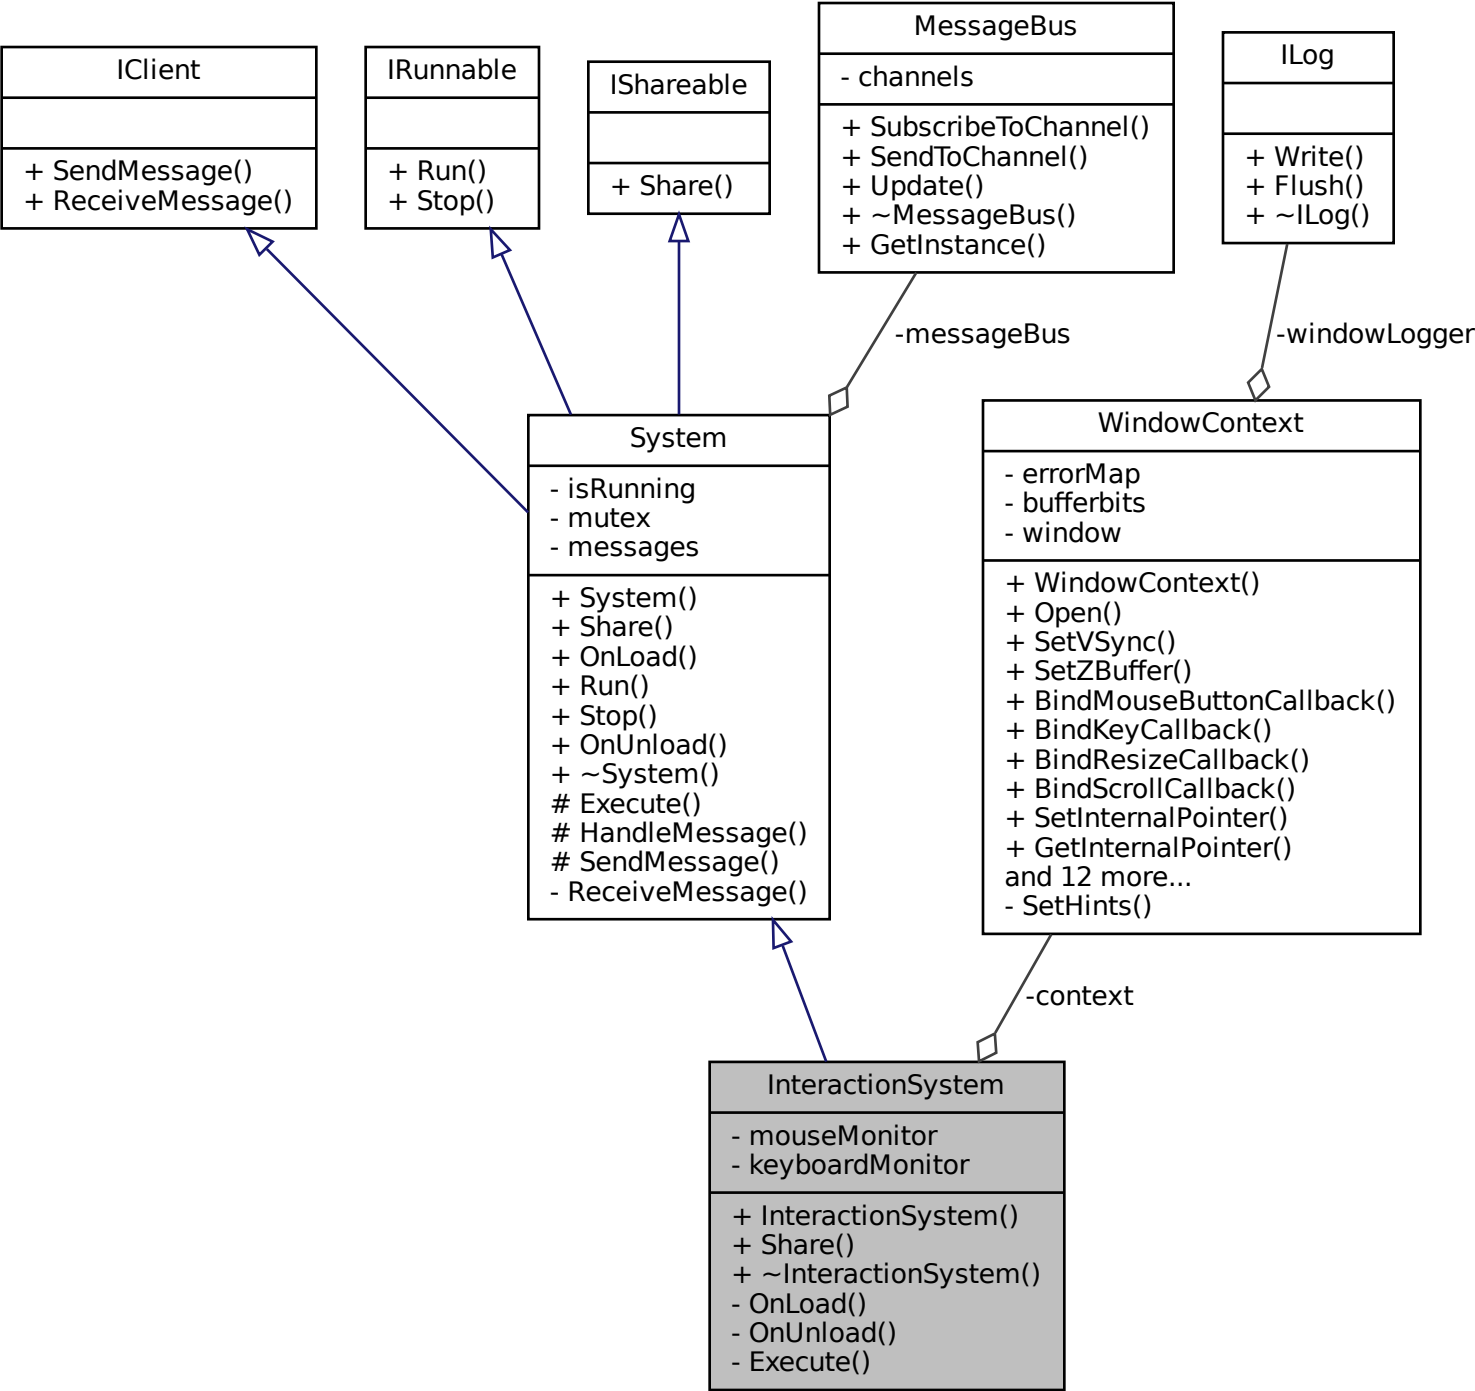 IClient
+ SendMessage()
+ ReceiveMessage()
IRunnable
+ Run()
+ Stop()
IShareable
+ Share()
MessageBus
- channels
+ SubscribeToChannel()
+ SendToChannel()
+ Update()
+ ~MessageBus()
+ GetInstance()
ILog
+ Write()
+ Flush()
+ ~ILog()
-messageBus
-windowLogger
System
- isRunning
- mutex
- messages
+ System()
+ Share()
+ OnLoad()
+ Run()
+ Stop()
+ OnUnload()
+ ~System()
# Execute()
# HandleMessage()
# SendMessage()
- ReceiveMessage()
WindowContext
- errorMap
- bufferbits
- window
+ WindowContext()
+ Open()
+ SetVSync()
+ SetZBuffer()
+ BindMouseButtonCallback()
+ BindKeyCallback()
+ BindResizeCallback()
+ BindScrollCallback()
+ SetInternalPointer()
+ GetInternalPointer()
and 12 more...
- SetHints()
-context
InteractionSystem
- mouseMonitor
- keyboardMonitor
+ InteractionSystem()
+ Share()
+ ~InteractionSystem()
- OnLoad()
- OnUnload()
- Execute()